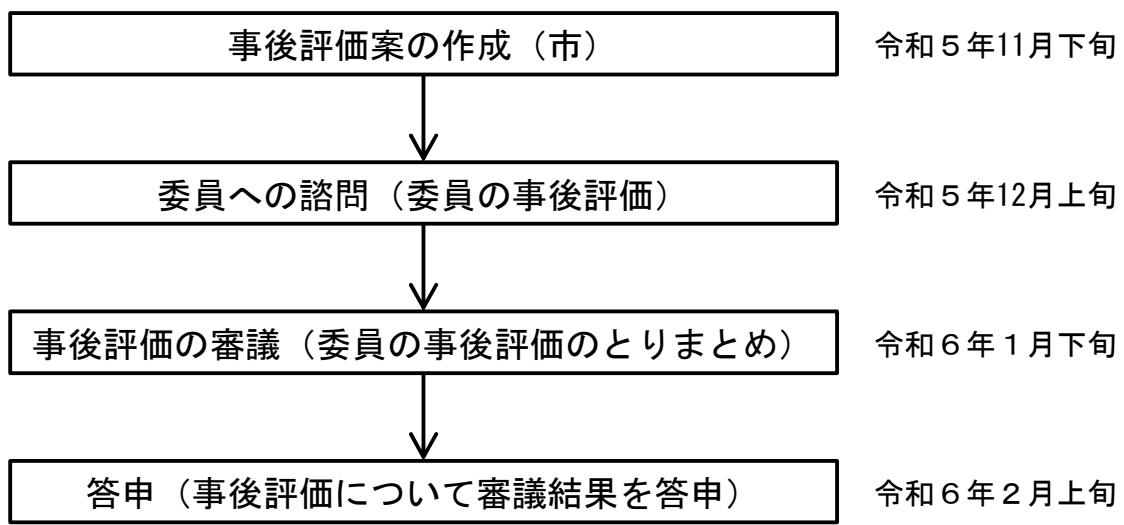 事後評価案の作成（市） 令和５年11月下旬
委員への諮問（委員の事後評価） 令和５年12月上旬
事後評価の審議（委員の事後評価のとりまとめ） 令和６年１月下旬
答申（事後評価について審議結果を答申） 令和６年２月上旬